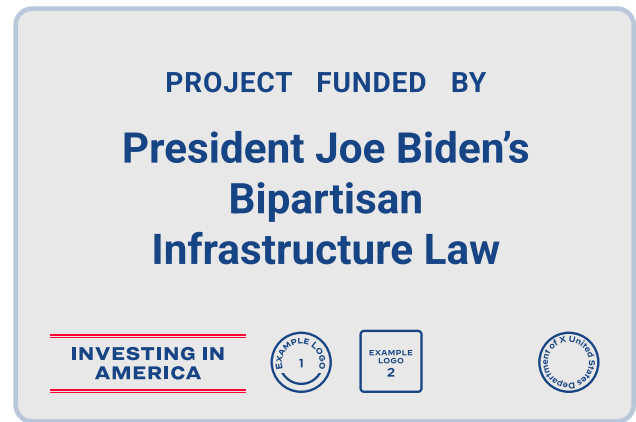 PROJECT FUNDED BY
President Joe Biden’s
Bipartisan
Infrastructure Law
INVESTING IN
AMERICA
EXAMPLE LOGO
1
EXAMPLE
LOGO
2
Department of X United States